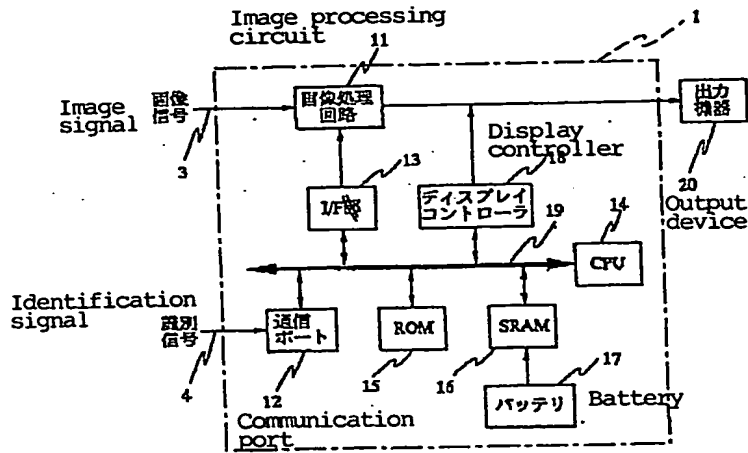 Image processing
circuit
11
1
Image
signal
画像
信号
3
画像処理
回路
出力
機器
20
Output
device
Display
controller
18
13
I/F部
ディスプレイ
コントローラ
19
14
CPU
Identification
signal
識別
信号
4
通信
ポート
12
ROM
15
SRAM
16
17
バッテリ
Battery
Communication
port